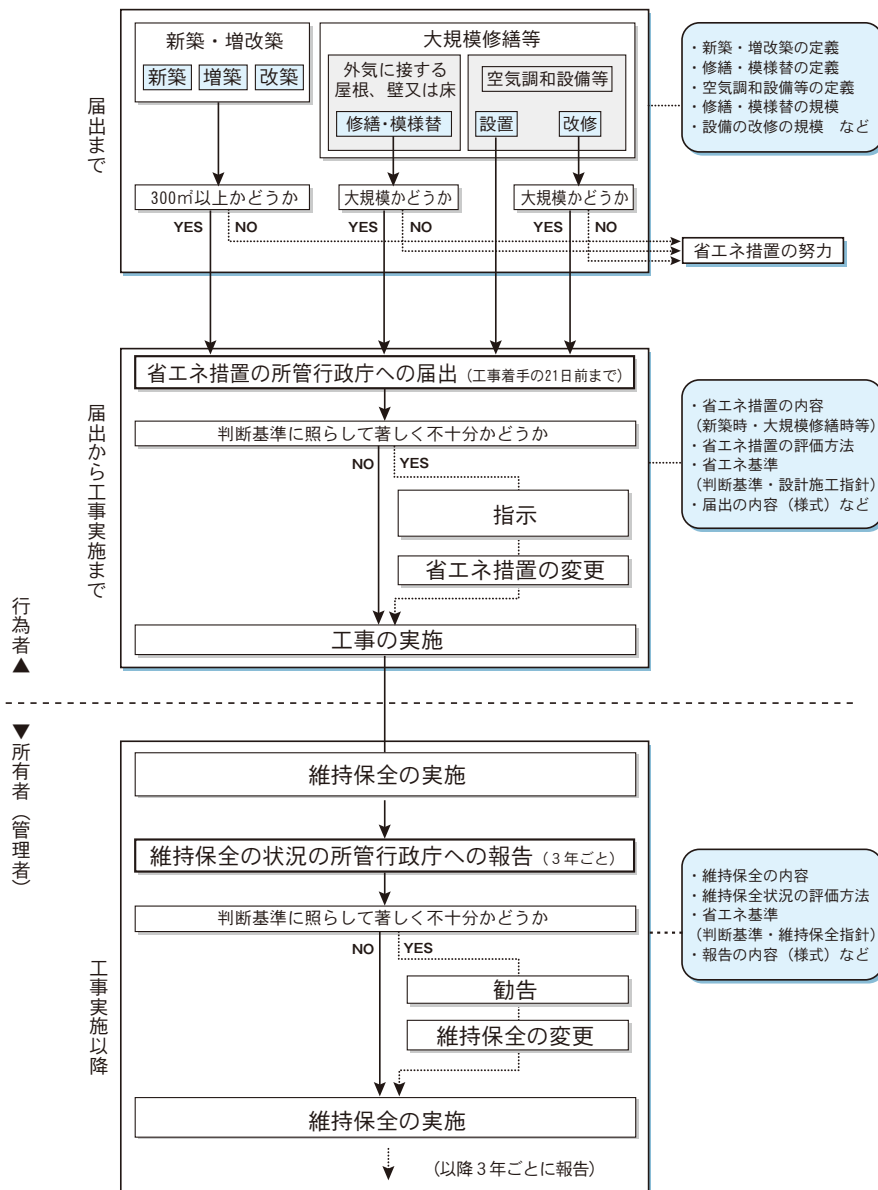 届出まで
新築・増改築
新築 増築 改築
大規模修繕等
外気に接する
屋根、壁又は床
修繕・模様替
空気調和設備等
設置 改修
・新築・増改築の定義
・修繕・模様替の定義
・空気調和設備等の定義
・修繕・模様替の規模
・設備の改修の規模 など
300㎡以上かどうか
大規模かどうか
大規模かどうか
YES NO
YES NO
YES NO
省エネ措置の努力
届出から工事実施まで
省エネ措置の所管行政庁への届出（工事着手の21日前まで）
判断基準に照らして著しく不十分かどうか
NO YES
指示
省エネ措置の変更
工事の実施
・省エネ措置の内容
（新築時・大規模修繕時等）
・省エネ措置の評価方法
・省エネ基準
（判断基準・設計施工指針）
・届出の内容（様式）など
行為者▲
▼所有者（管理者）
工事実施以降
維持保全の実施
維持保全の状況の所管行政庁への報告（３年ごと）
判断基準に照らして著しく不十分かどうか
NO YES
勧告
維持保全の変更
維持保全の実施
（以降３年ごとに報告）
・維持保全の内容
・維持保全状況の評価方法
・省エネ基準
（判断基準・維持保全指針）
・報告の内容（様式）など